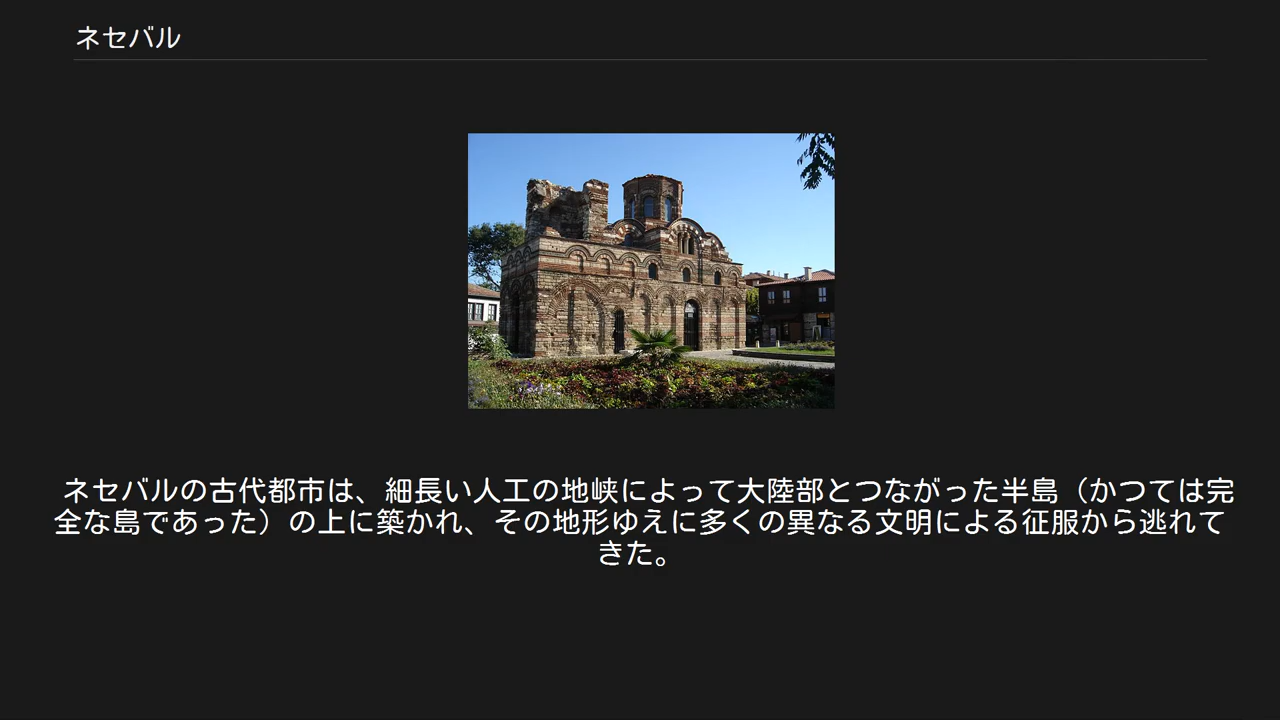 ネセバル
ネセバルの古代都市は、細長い人工の地峡によって大陸部とつながった半島（かつては完
全な島であった）の上に築かれ、その地形ゆえに多くの異なる文明による征服から逃れて
きた。